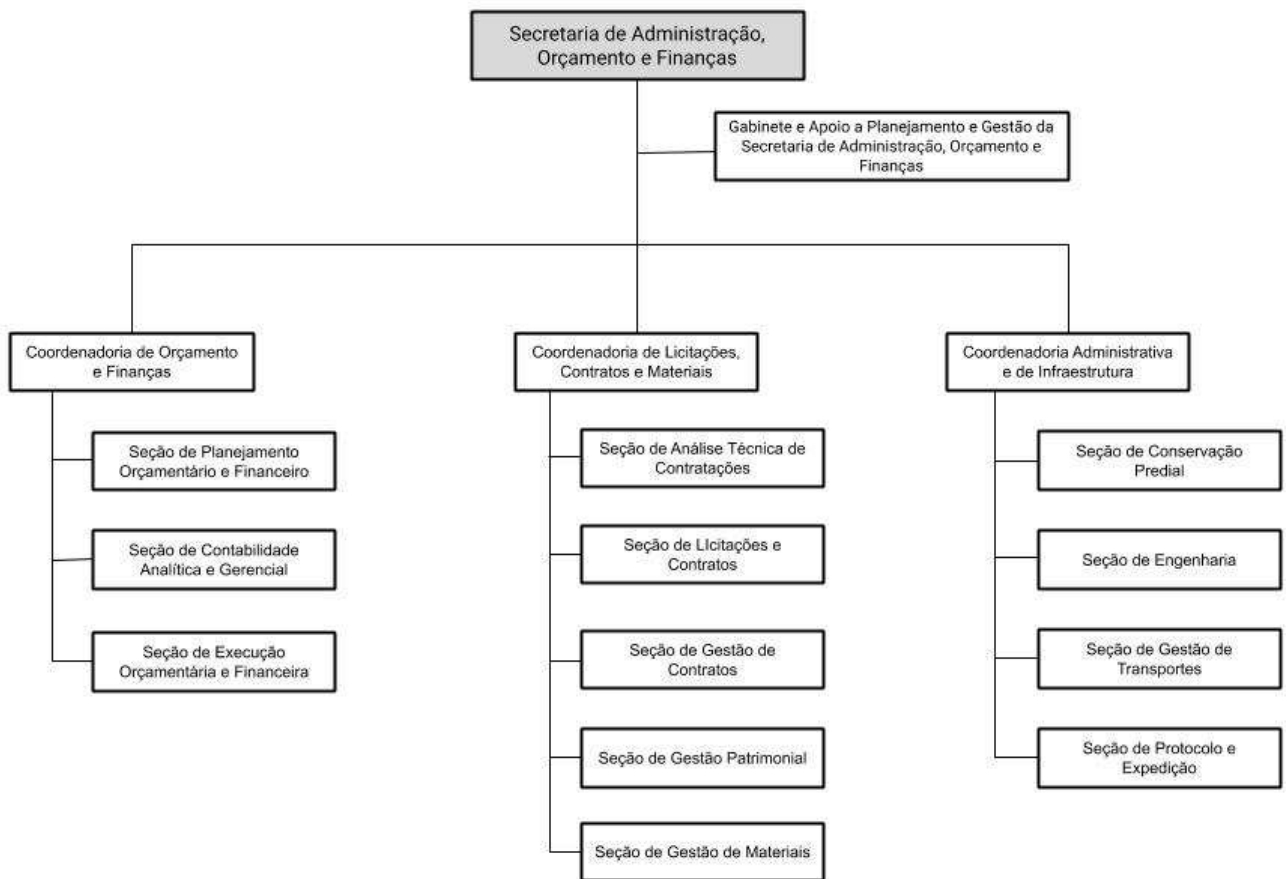 Secretaria de Administração,
Orçamento e Finanças
Gabinete e Apoio a Planejamento e Gestão da
Secretaria de Administração, Orçamento e
Finanças
Coordenadoria de Orçamento
e Finanças
Seção de Planejamento
Orçamentário e Financeiro
Seção de Contabilidade
Analítica e Gerencial
Seção de Execução
Orçamentária e Financeira
Coordenadoria de Licitações,
Contratos e Materiais
Seção de Análise Técnica de
Contratações
Seção de LIcitações e
Contratos
Seção de Gestão de
Contratos
Seção de Gestão Patrimonial
Seção de Gestão de Materiais
Coordenadoria Administrativa
e de Infraestrutura
Seção de Conservação
Predial
Seção de Engenharia
Seção de Gestão de
Transportes
Seção de Protocolo e
Expedição